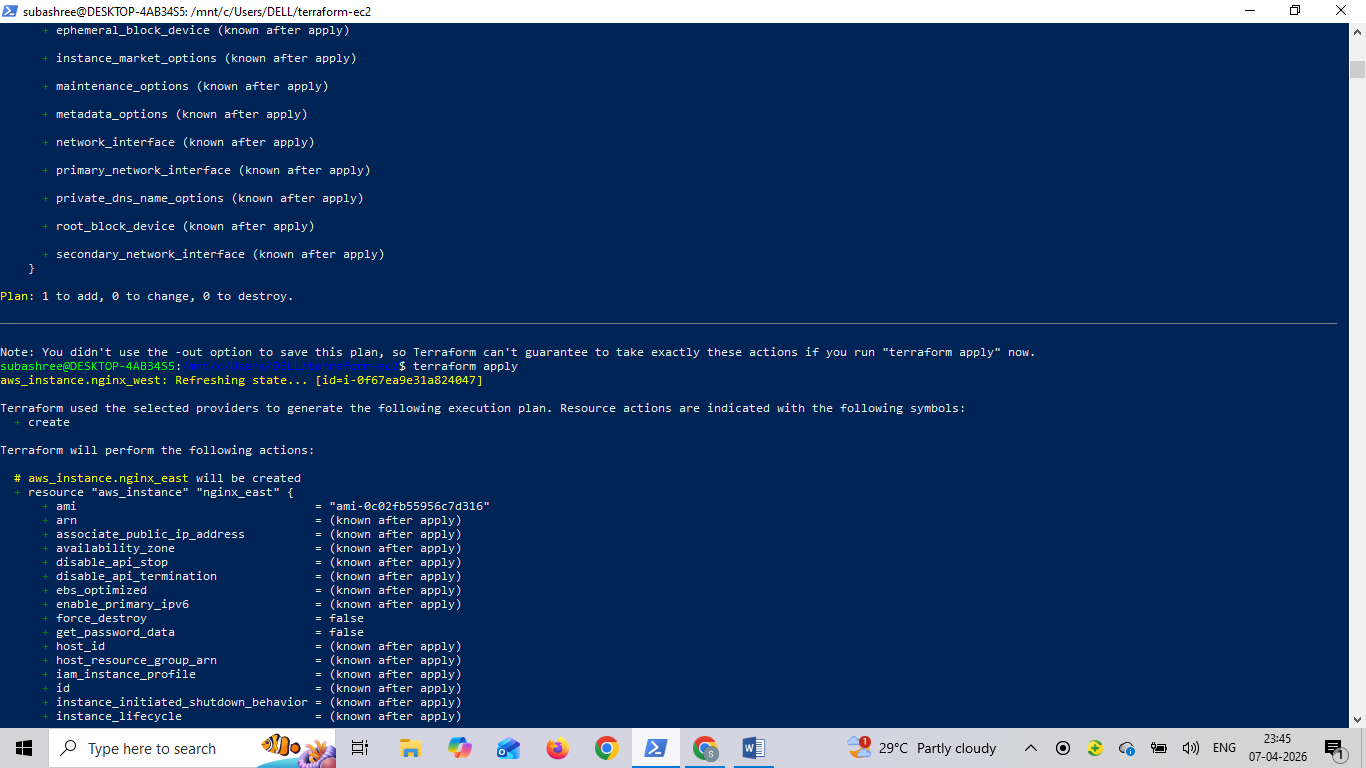 subashree@DESKTOP-4AB34S5: /mnt/c/Users/DELL/terraform-ec2
+ ephemeral_block_device (known after apply)
+ instance_market_options (known after apply)
+ maintenance_options (known after apply)
+ metadata_options (known after apply)
+ network_interface (known after apply)
+ primary_network_interface (known after apply)
+ private_dns_name_options (known after apply)
+ root_block_device (known after apply)
+ secondary_network_interface (known after apply)
}
Plan: 1 to add, 0 to change, 0 to destroy.
Note: You didn't use the -out option to save this plan, so Terraform can't guarantee to take exactly these actions if you run "terraform apply" now.
subashree@DESKTOP-4AB34S5:/mnt/c/Users/DELL/terraform-ec2$ terraform apply
aws_instance.nginx_west: Refreshing state... [id=i-0f67ea9e31a824047]
Terraform used the selected providers to generate the following execution plan. Resource actions are indicated with the following symbols:
+ create
Terraform will perform the following actions:
# aws_instance.nginx_east will be created
+ resource "aws_instance" "nginx_east" {
+ ami = "ami-0c02fb55956c7d316"
+ arn = (known after apply)
+ associate_public_ip_address = (known after apply)
+ availability_zone = (known after apply)
+ disable_api_stop = (known after apply)
+ disable_api_termination = (known after apply)
+ ebs_optimized = (known after apply)
+ enable_primary_ipv6 = (known after apply)
+ force_destroy = false
+ get_password_data = false
+ host_id = (known after apply)
+ host_resource_group_arn = (known after apply)
+ iam_instance_profile = (known after apply)
+ id = (known after apply)
+ instance_initiated_shutdown_behavior = (known after apply)
+ instance_lifecycle = (known after apply)
Type here to search
S
1
29°C Partly cloudy
ENG
23:45
07-04-2026
1